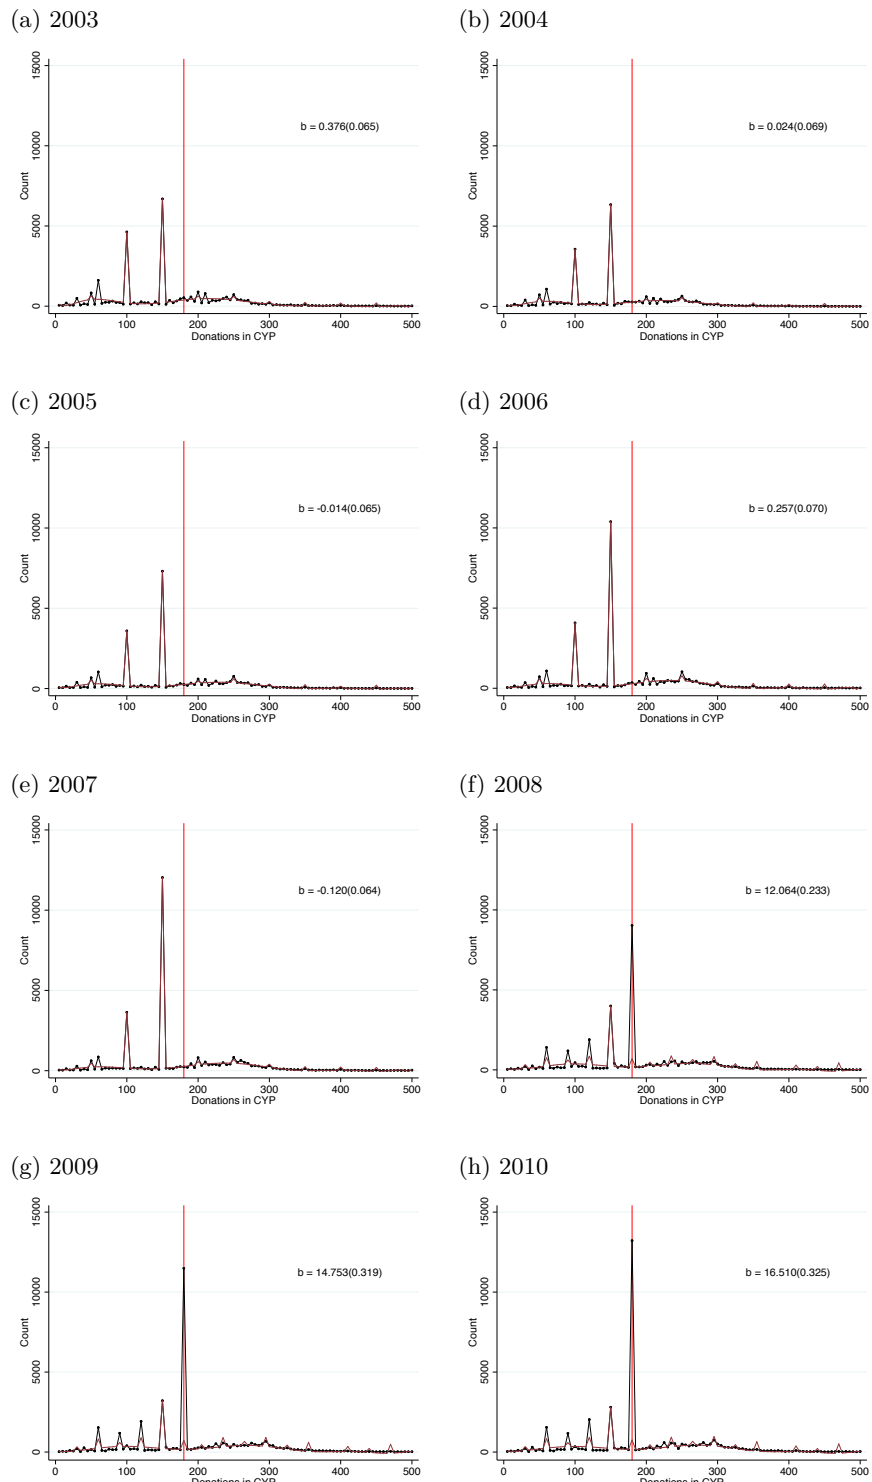 (a) 2003
15000
10000
5000
0
Count
b = 0.376(0.065)
0 100 200 300 400 500
Donations in CYP
(b) 2004
15000
10000
5000
0
Count
b = 0.024(0.069)
0 100 200 300 400 500
Donations in CYP
(c) 2005
15000
10000
5000
0
Count
b = -0.014(0.065)
0 100 200 300 400 500
Donations in CYP
(d) 2006
15000
10000
5000
0
Count
b = 0.257(0.070)
0 100 200 300 400 500
Donations in CYP
(e) 2007
15000
10000
5000
0
Count
b = -0.120(0.064)
0 100 200 300 400 500
Donations in CYP
(f) 2008
15000
10000
5000
0
Count
b = 12.064(0.233)
0 100 200 300 400 500
Donations in CYP
(g) 2009
15000
10000
5000
0
Count
b = 14.753(0.319)
0 100 200 300 400 500
Donations in CYP
(h) 2010
15000
10000
5000
0
Count
b = 16.510(0.325)
0 100 200 300 400 500
Donations in CYP